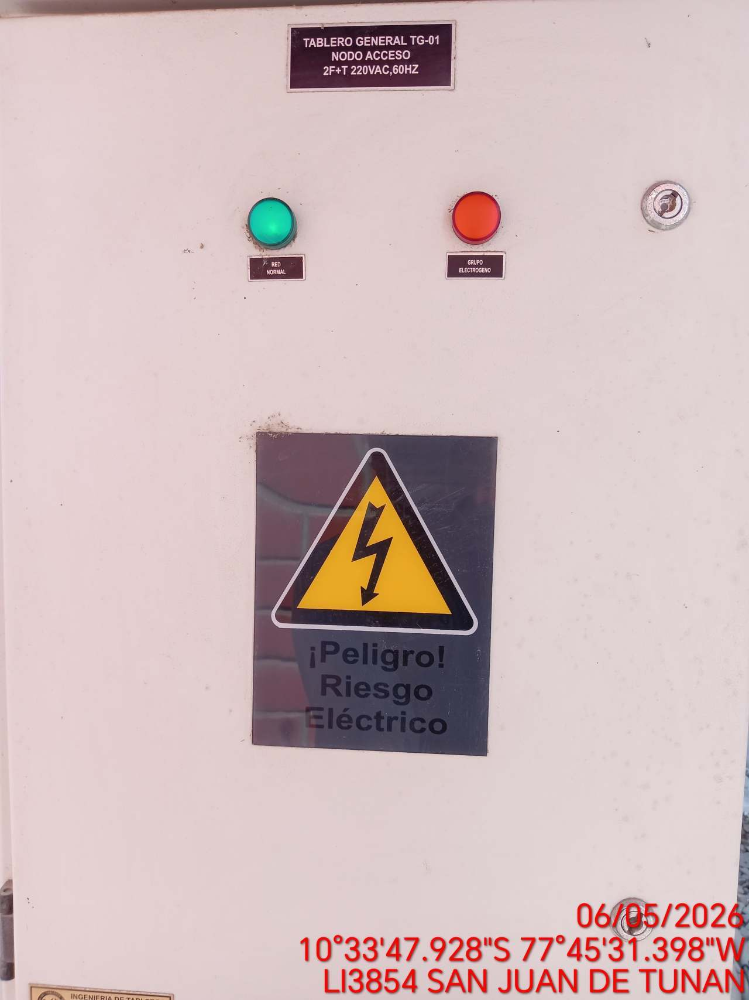 TABLERO GENERAL TG-01
NODO ACCESO
2F+T 220VAC,60HZ
RED
NORMAL
GRUPO
ELECTROGENO
¡Peligro!
Riesgo
Eléctrico
06/05/2026
10°33'47.928"S 77°45'31.398"W
LI3854 SAN JUAN DE TUNAN
INGENIERIA DE